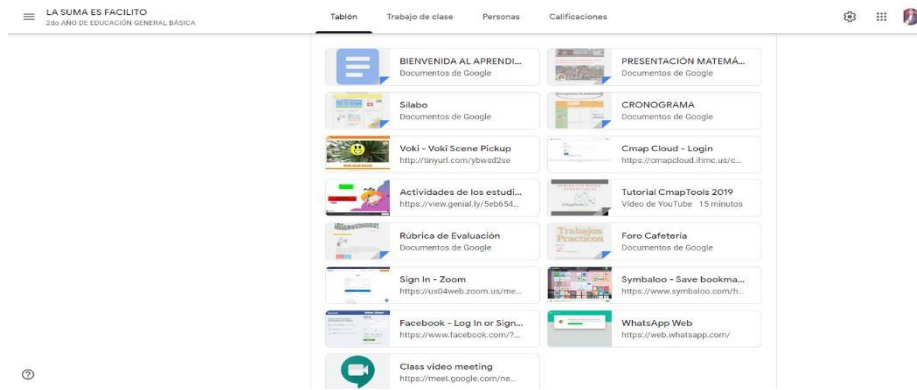 LA SUMA ES FACILITO
2do AÑO DE EDUCACIÓN GENERAL BÁSICA
Tablón Trabajo de clase Personas Calificaciones
BIENVENIDA AL APRENDI...
Documentos de Google
PRESENTACIÓN MATEMÁ...
Documentos de Google
Sílabo
Documentos de Google
CRONOGRAMA
Documentos de Google
Voki - Voki Scene Pickup
http://tinyurl.com/ybwsd2se
Cmap Cloud - Login
https://cmapcloud.ihmc.us/c...
Actividades de los estudi...
https://view.genial.ly/5eb654...
Tutorial CmapTools 2019
Vídeo de YouTube 15 minutos
Rúbrica de Evaluación
Documentos de Google
Trabajos
Practicos
Foro Cafetería
Documentos de Google
Sign In - Zoom
https://us04web.zoom.us/me...
Symbaloo - Save bookma...
https://www.symbaloo.com/h...
Facebook - Log In or Sign...
https://www.facebook.com/?...
WhatsApp Web
https://web.whatsapp.com/
Class video meeting
https://meet.google.com/ne...